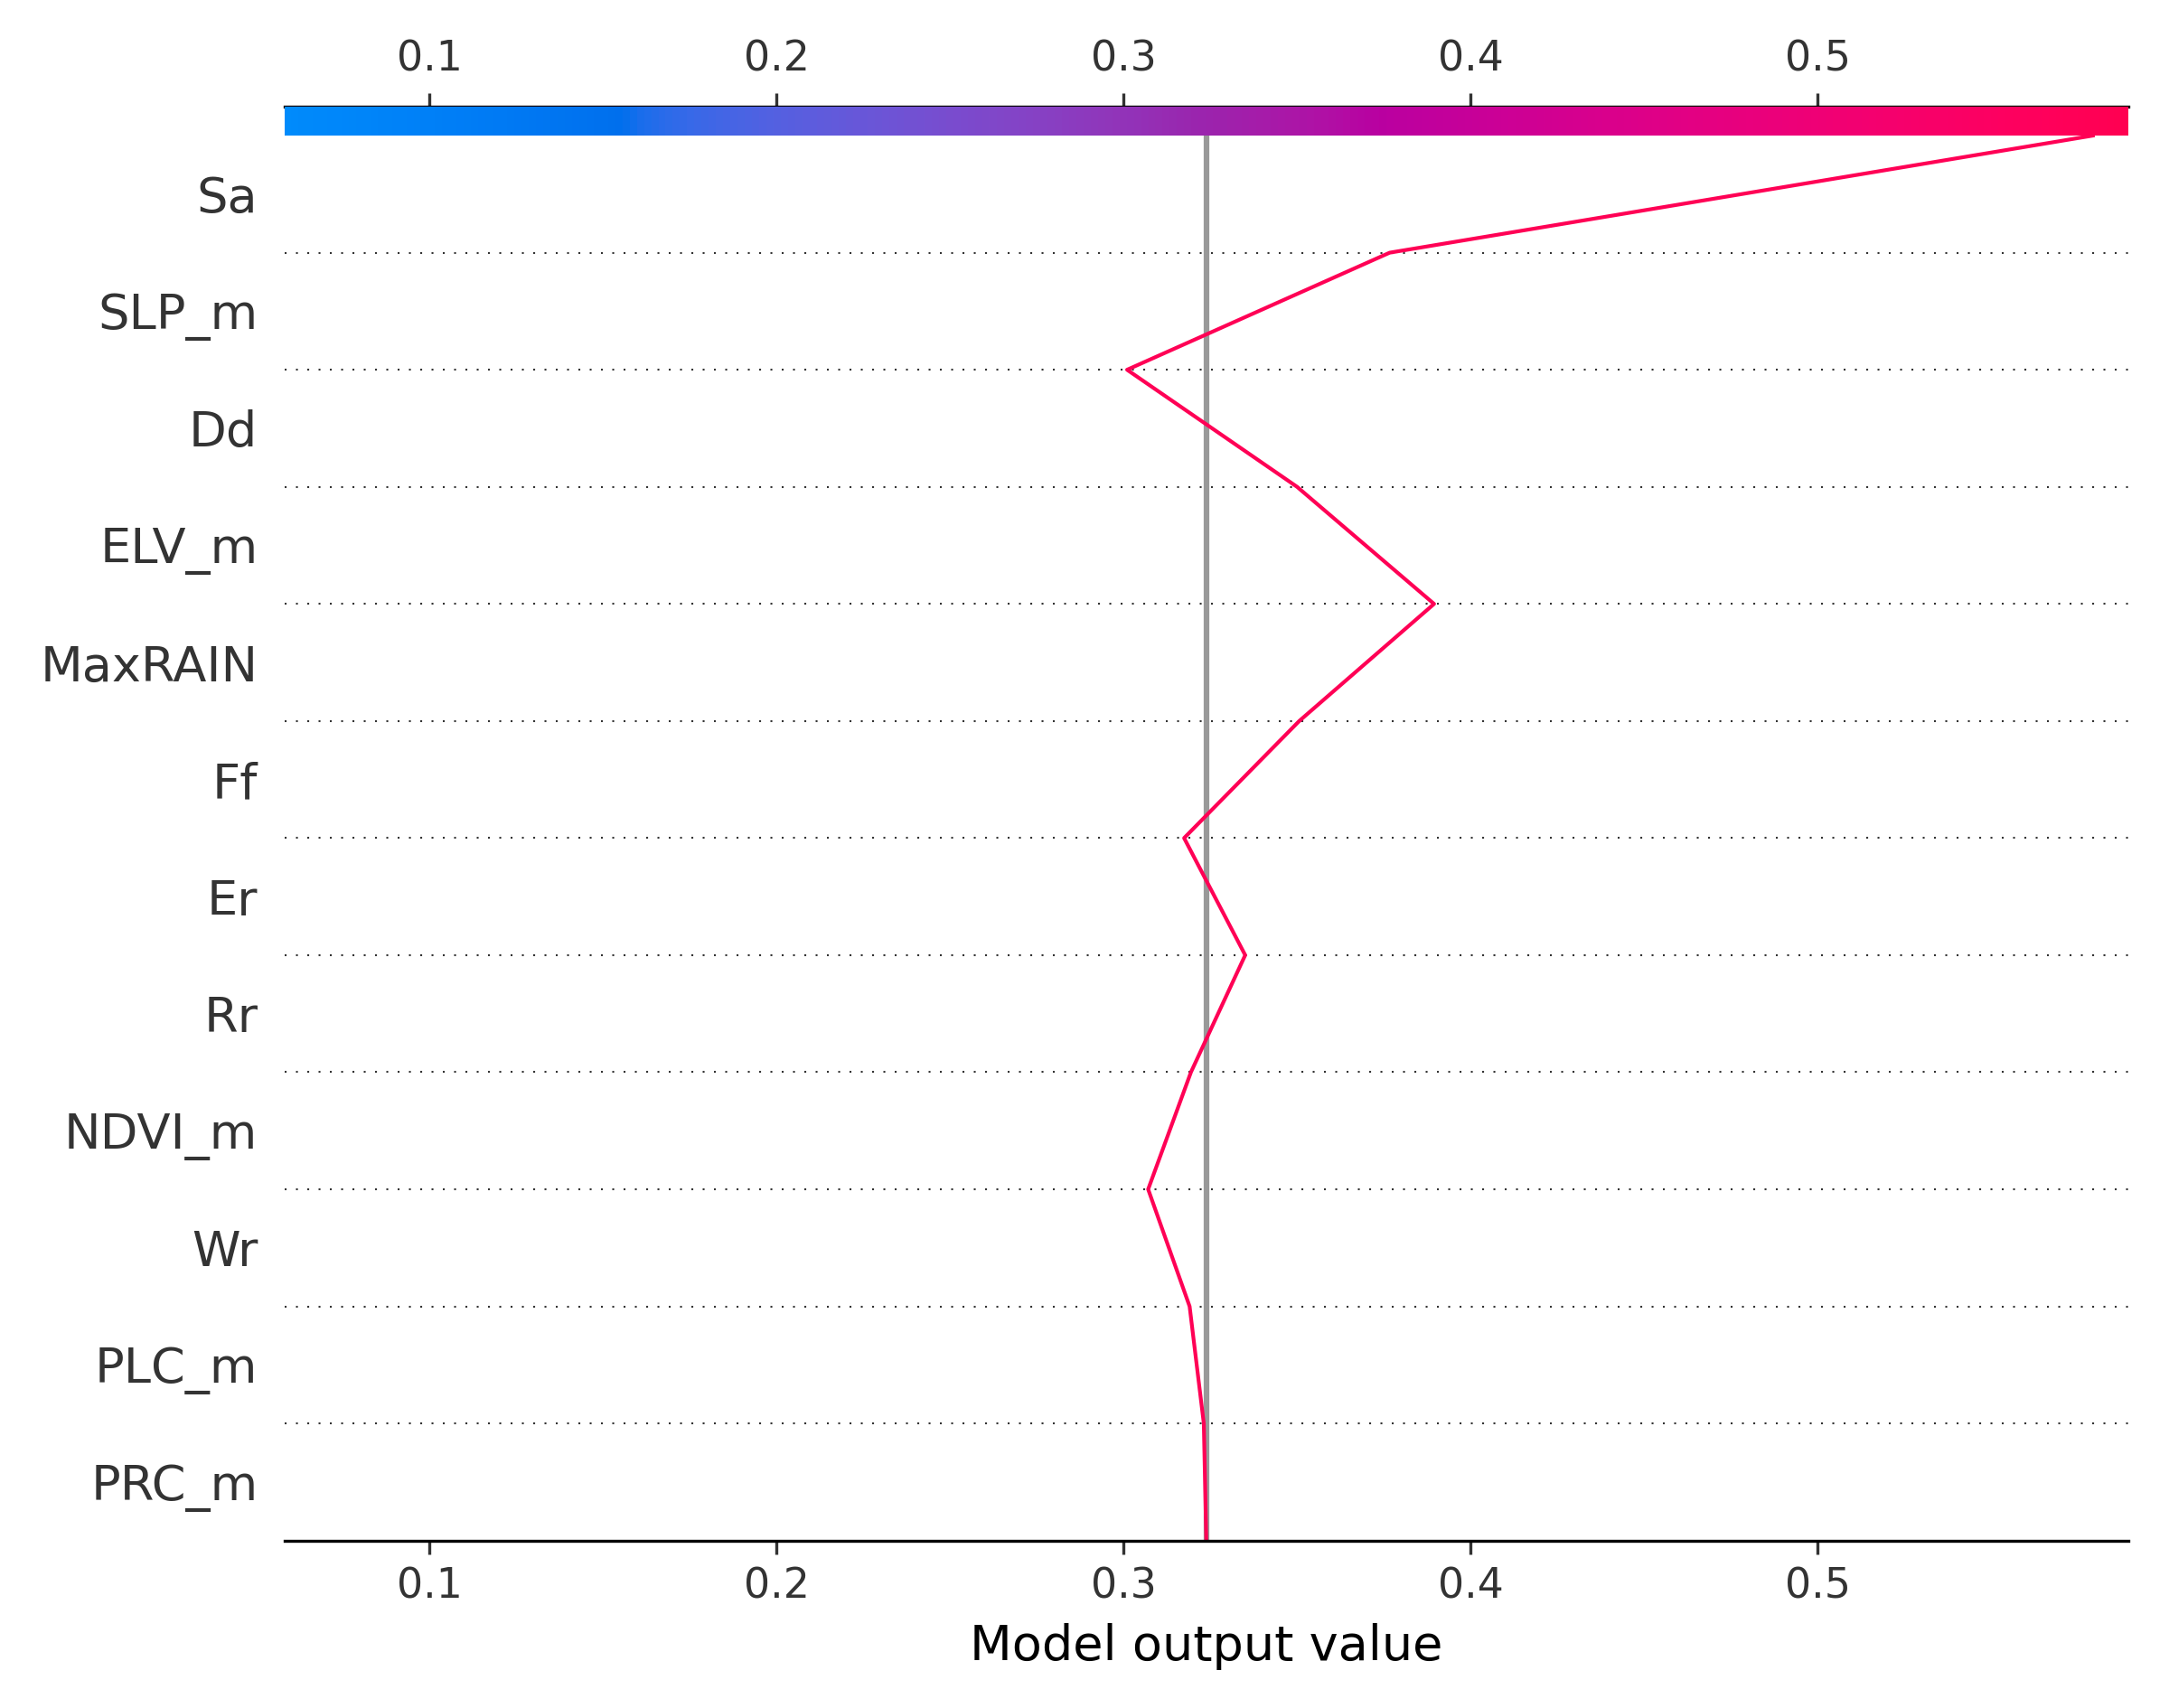 0.1 0.2 0.3 0.4 0.5
Sa
SLP_m
Dd
ELV_m
MaxRAIN
Ff
Er
Rr
NDVI_m
Wr
PLC_m
PRC_m
0.1 0.2 0.3 0.4 0.5
Model output value